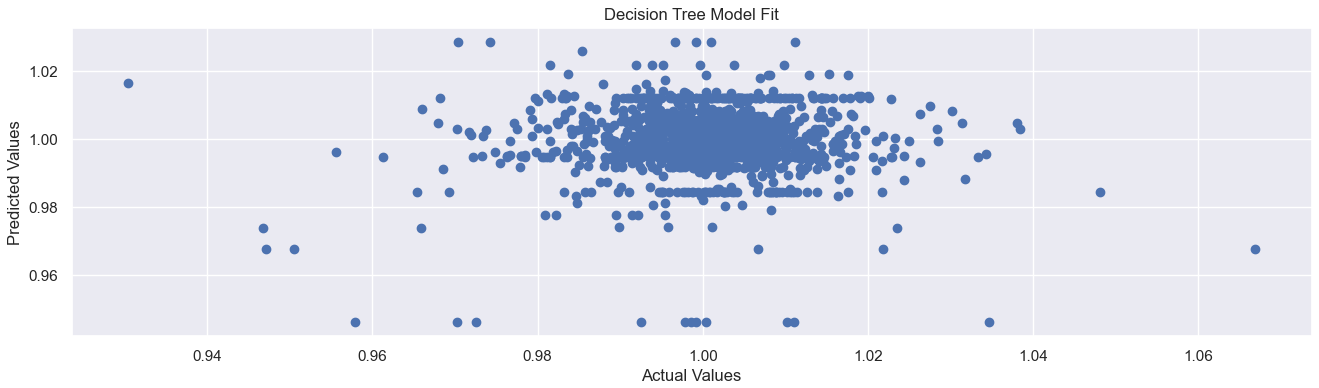 Decision Tree Model Fit
Predicted Values
1.02
1.00
0.98
0.96
0.94 0.96 0.98 1.00 1.02 1.04 1.06
Actual Values